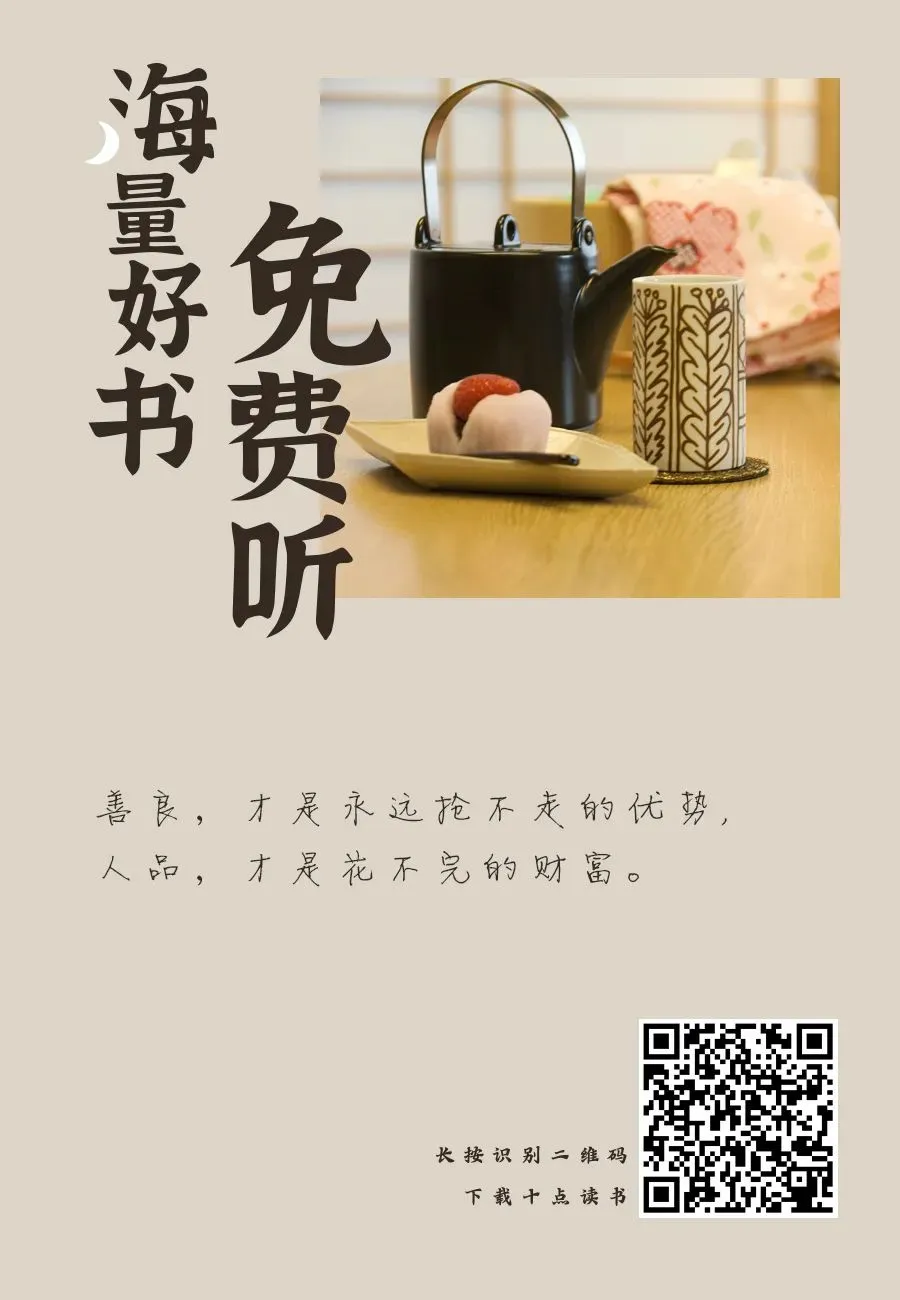 海量好书
免费听
善良，才是永远抢不走的优势，
人品，才是花不完的财富。
长按识别二维码
下载十点读书